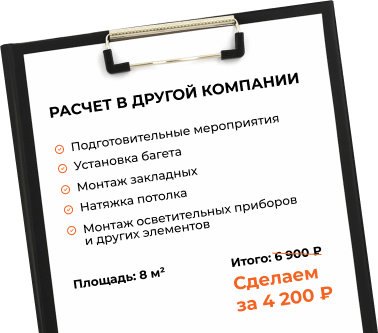 РАСЧЕТ В ДРУГОЙ КОМПАНИИ
Подготовительные мероприятия
Установка багета
Монтаж закладных
Натяжка потолка
Монтаж осветительных приборов
и других элементов
Площадь: 8 м²
Итого: 6 900 ₽
Сделаем
за 4 200 ₽